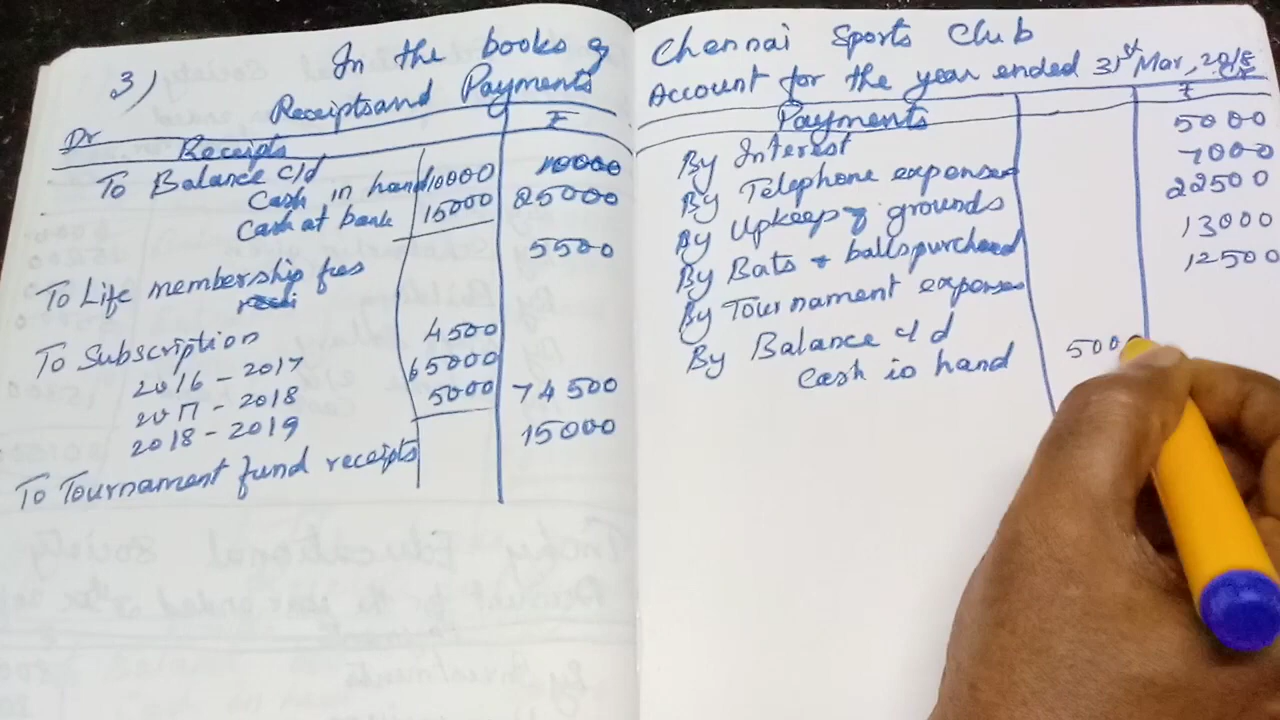 3) In the books of Chennai Sports Club
Receipts and Payments Account for the year ended 31st Mar, 2018
Dr Receipts ₹
To Balance c/d
Cash in hand 10000 10000
Cash at bank 15000 25000
To Life membership fees 5500
To Subscription
2016 - 2017 4500
2017 - 2018 65000
2018 - 2019 5000 74500
To Tournament fund receipts 15000
Payments ₹
By Interest 5000
By Telephone expenses 7000
By Upkeep of grounds 22500
By Bats & balls purchased 13000
By Tournament expenses 12500
By Balance c/d
Cash in hand 5000